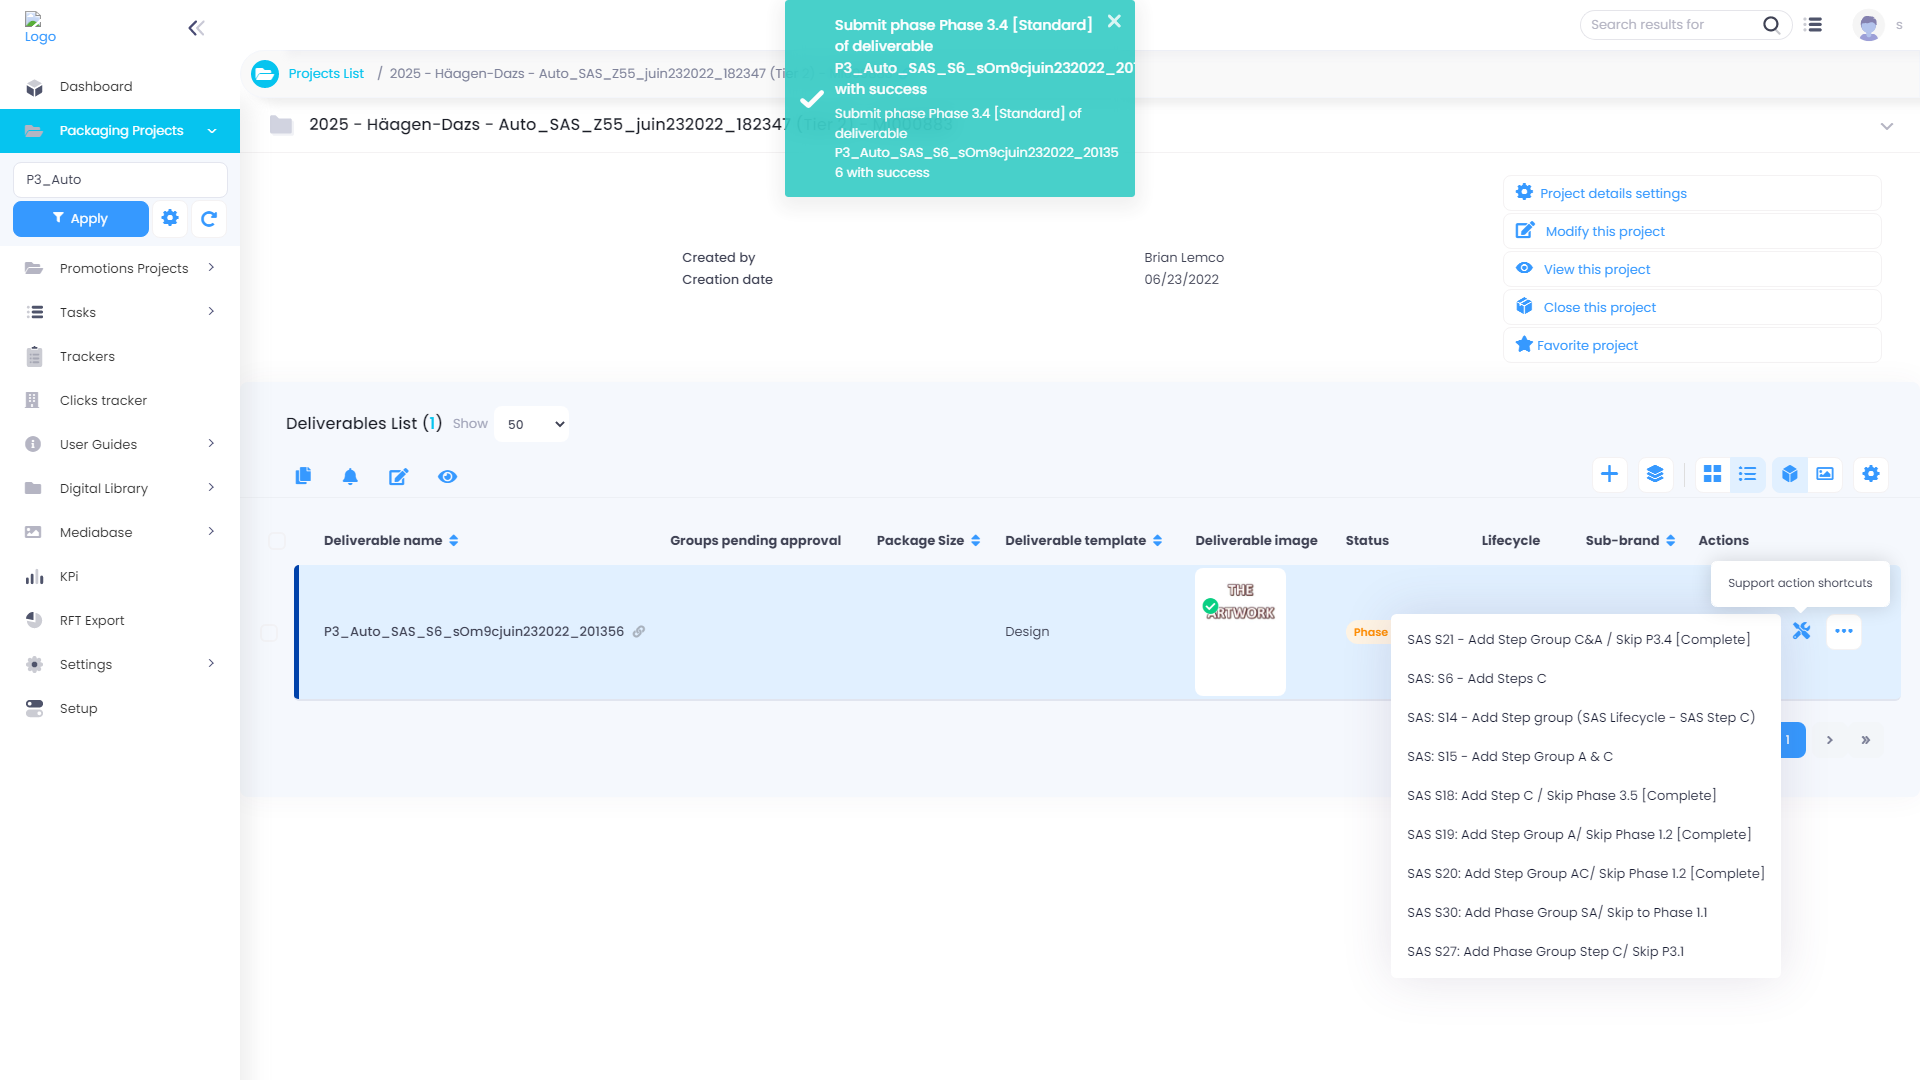 Logo
Search results for
s
Submit phase Phase 3.4 [Standard]
of deliverable
P3_Auto_SAS_S6_sOm9cjuin232022_201
with success
Submit phase Phase 3.4 [Standard] of
deliverable
P3_Auto_SAS_S6_sOm9cjuin232022_20135
6 with success
Projects List / 2025 - Häagen-Dazs - Auto_SAS_Z55_juin232022_182347 (Tier
2025 - Häagen-Dazs - Auto_SAS_Z55_juin232022_182347 (Tier
Dashboard
Packaging Projects
P3_Auto
Apply
Promotions Projects
Tasks
Trackers
Clicks tracker
User Guides
Digital Library
Mediabase
KPi
RFT Export
Settings
Setup
Created by Brian Lemco
Creation date 06/23/2022
Project details settings
Modify this project
View this project
Close this project
Favorite project
Deliverables List (1) Show 50
Deliverable name Groups pending approval Package Size Deliverable template Deliverable image Status Lifecycle Sub-brand Actions
Support action shortcuts
P3_Auto_SAS_S6_sOm9cjuin232022_201356 Design
THE
ARTWORK
Phase
SAS S21 - Add Step Group C&A / Skip P3.4 [Complete]
SAS: S6 - Add Steps C
SAS: S14 - Add Step group (SAS Lifecycle - SAS Step C)
SAS: S15 - Add Step Group A & C
SAS S18: Add Step C / Skip Phase 3.5 [Complete]
SAS S19: Add Step Group A/ Skip Phase 1.2 [Complete]
SAS S20: Add Step Group AC/ Skip Phase 1.2 [Complete]
SAS S30: Add Phase Group SA/ Skip to Phase 1.1
SAS S27: Add Phase Group Step C/ Skip P3.1
1 › »